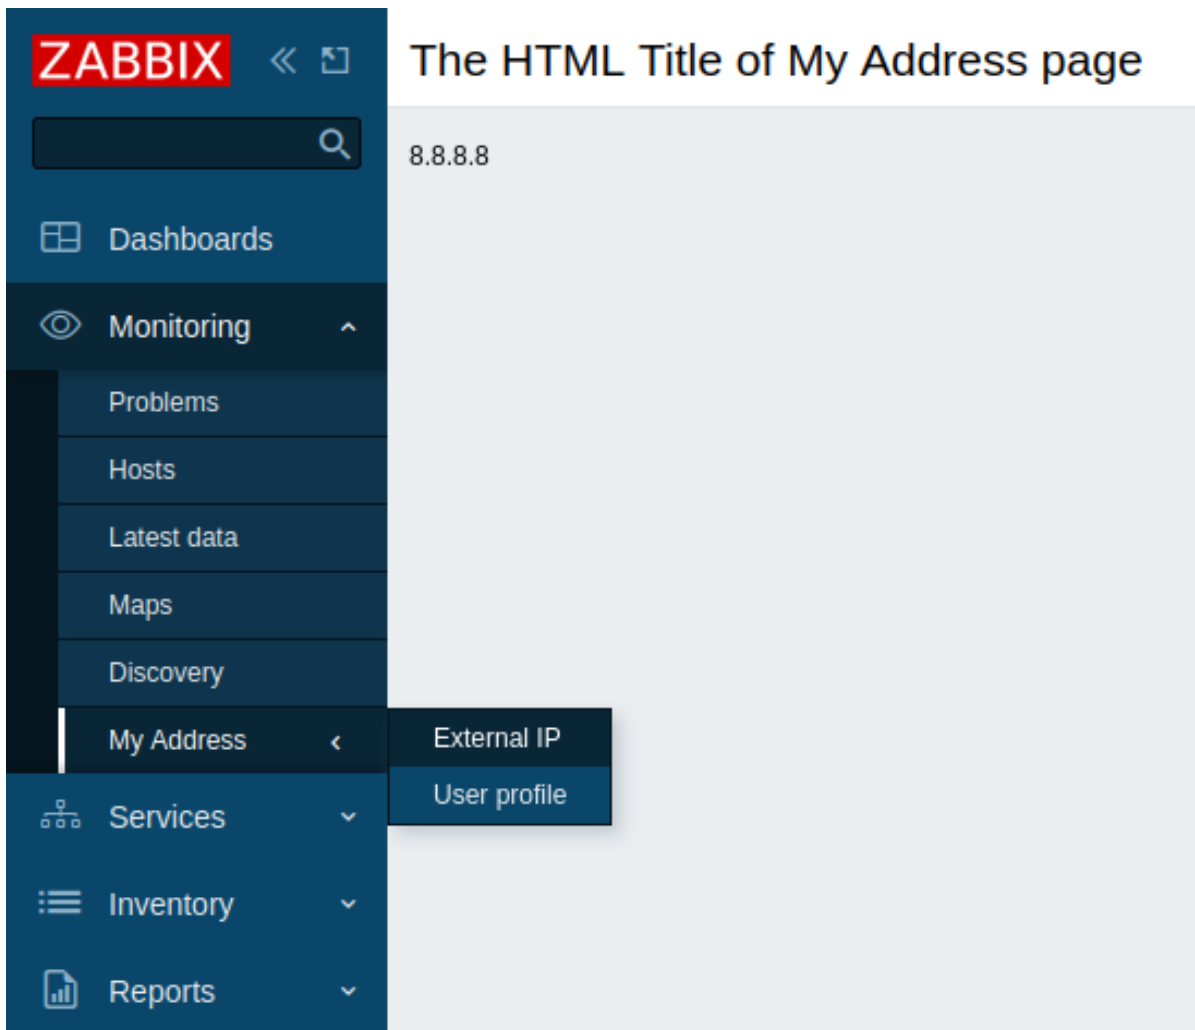 ZABBIX
The HTML Title of My Address page
8.8.8.8
Dashboards
Monitoring
Problems
Hosts
Latest data
Maps
Discovery
My Address
External IP
User profile
Services
Inventory
Reports